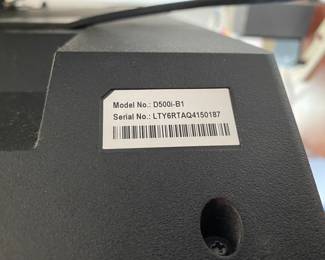 Model No.: D500i-B1
Serial No.: LTY6RTAQ4150187